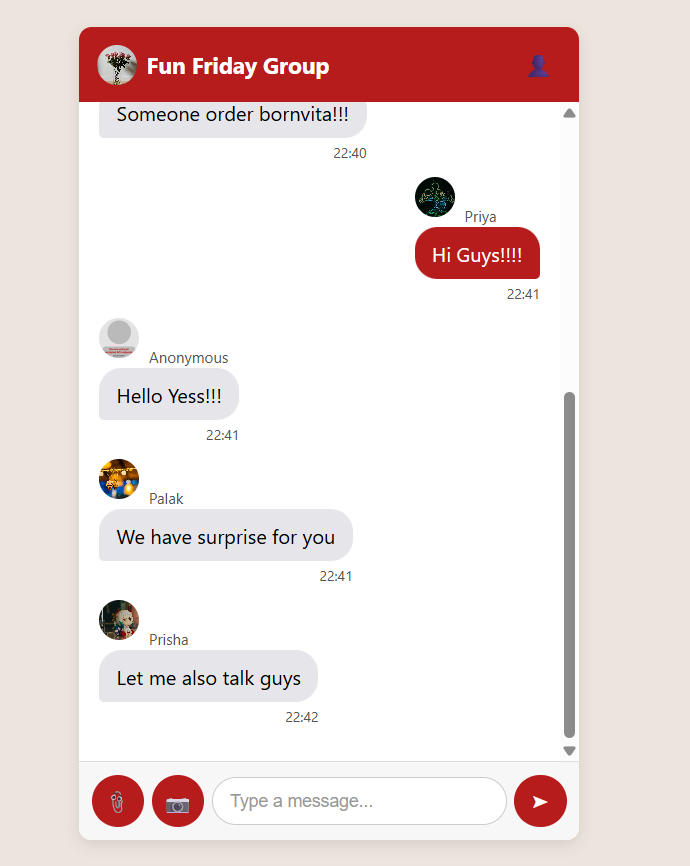 Fun Friday Group
Someone order bornvita!!!
22:40
Priya
Hi Guys!!!!
22:41
Anonymous
Hello Yess!!!
22:41
Palak
We have surprise for you
22:41
Prisha
Let me also talk guys
22:42
Type a message...